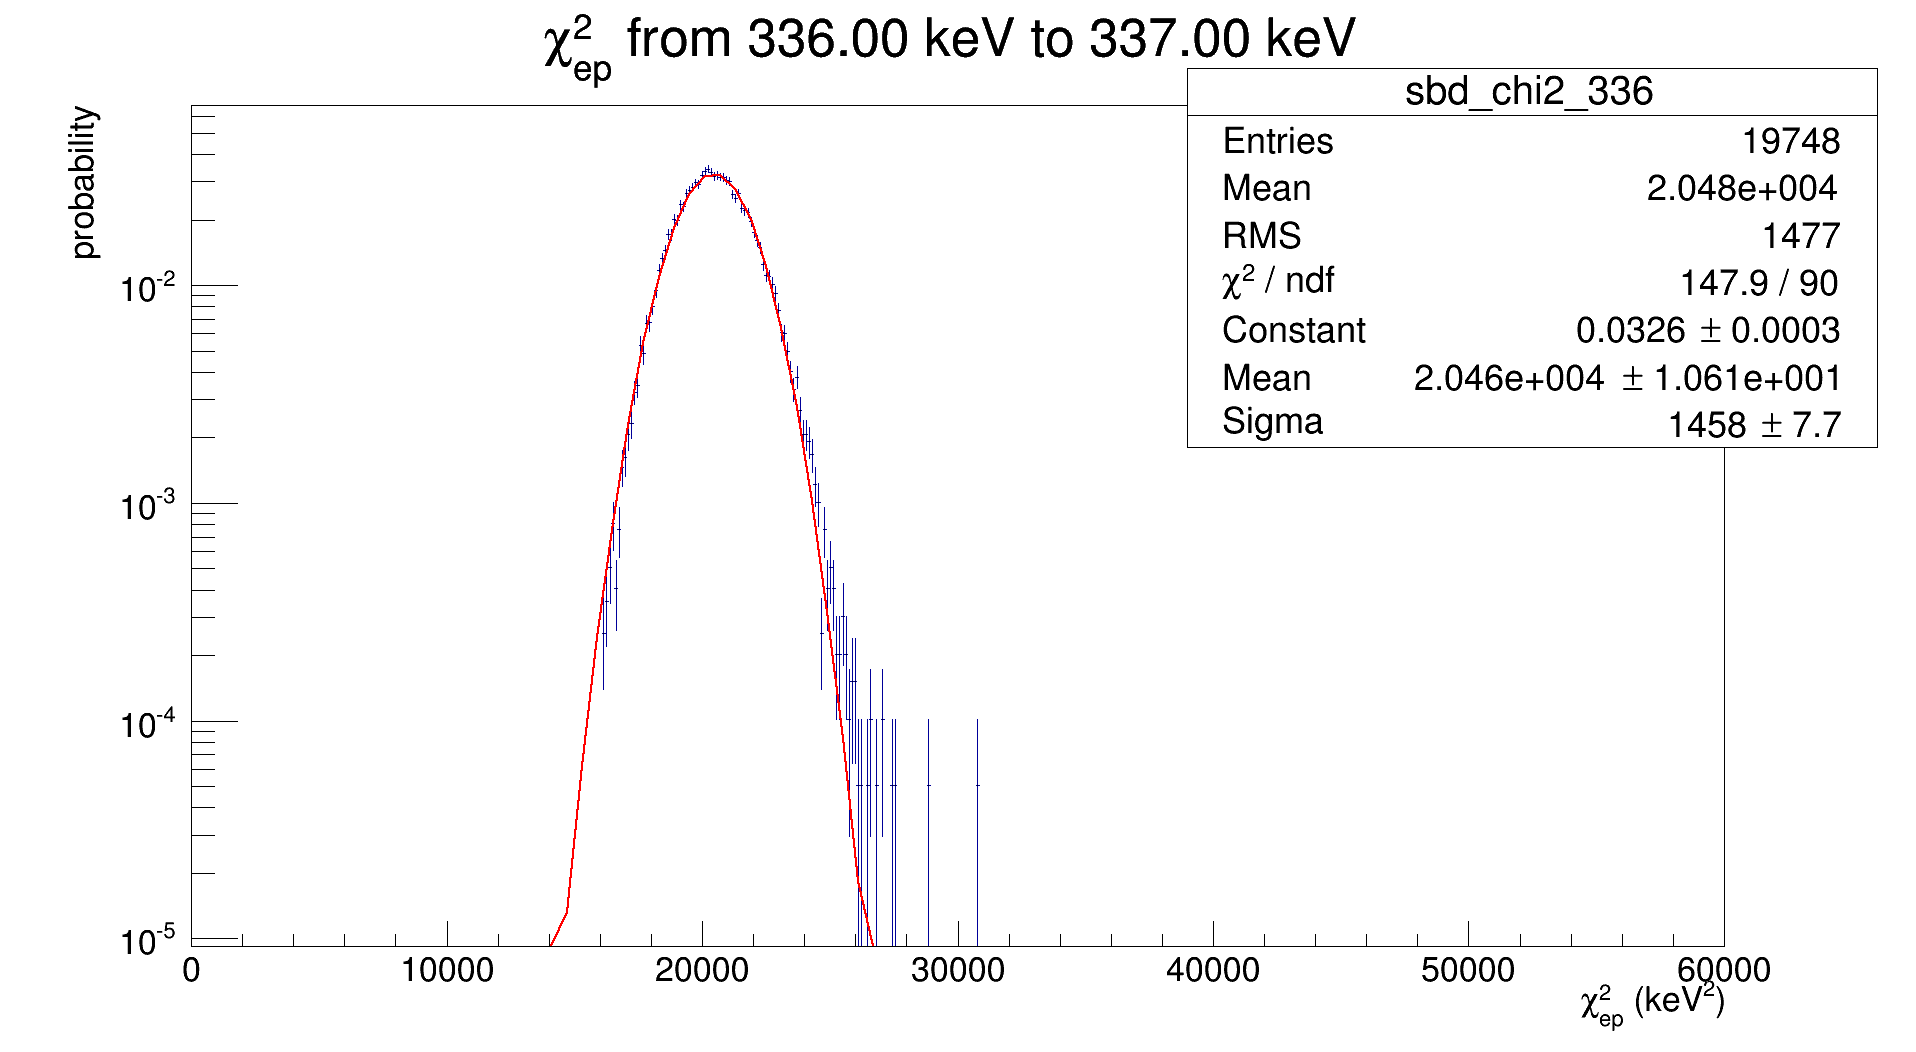 χ²ep from 336.00 keV to 337.00 keV
sbd_chi2_336
Entries 19748
Mean 2.048e+004
RMS 1477
χ² / ndf 147.9 / 90
Constant 0.0326 ± 0.0003
Mean 2.046e+004 ± 1.061e+001
Sigma 1458 ± 7.7
probability
10⁻²
10⁻³
10⁻⁴
10⁻⁵
0 10000 20000 30000 40000 50000 60000
χ²ep (keV²)